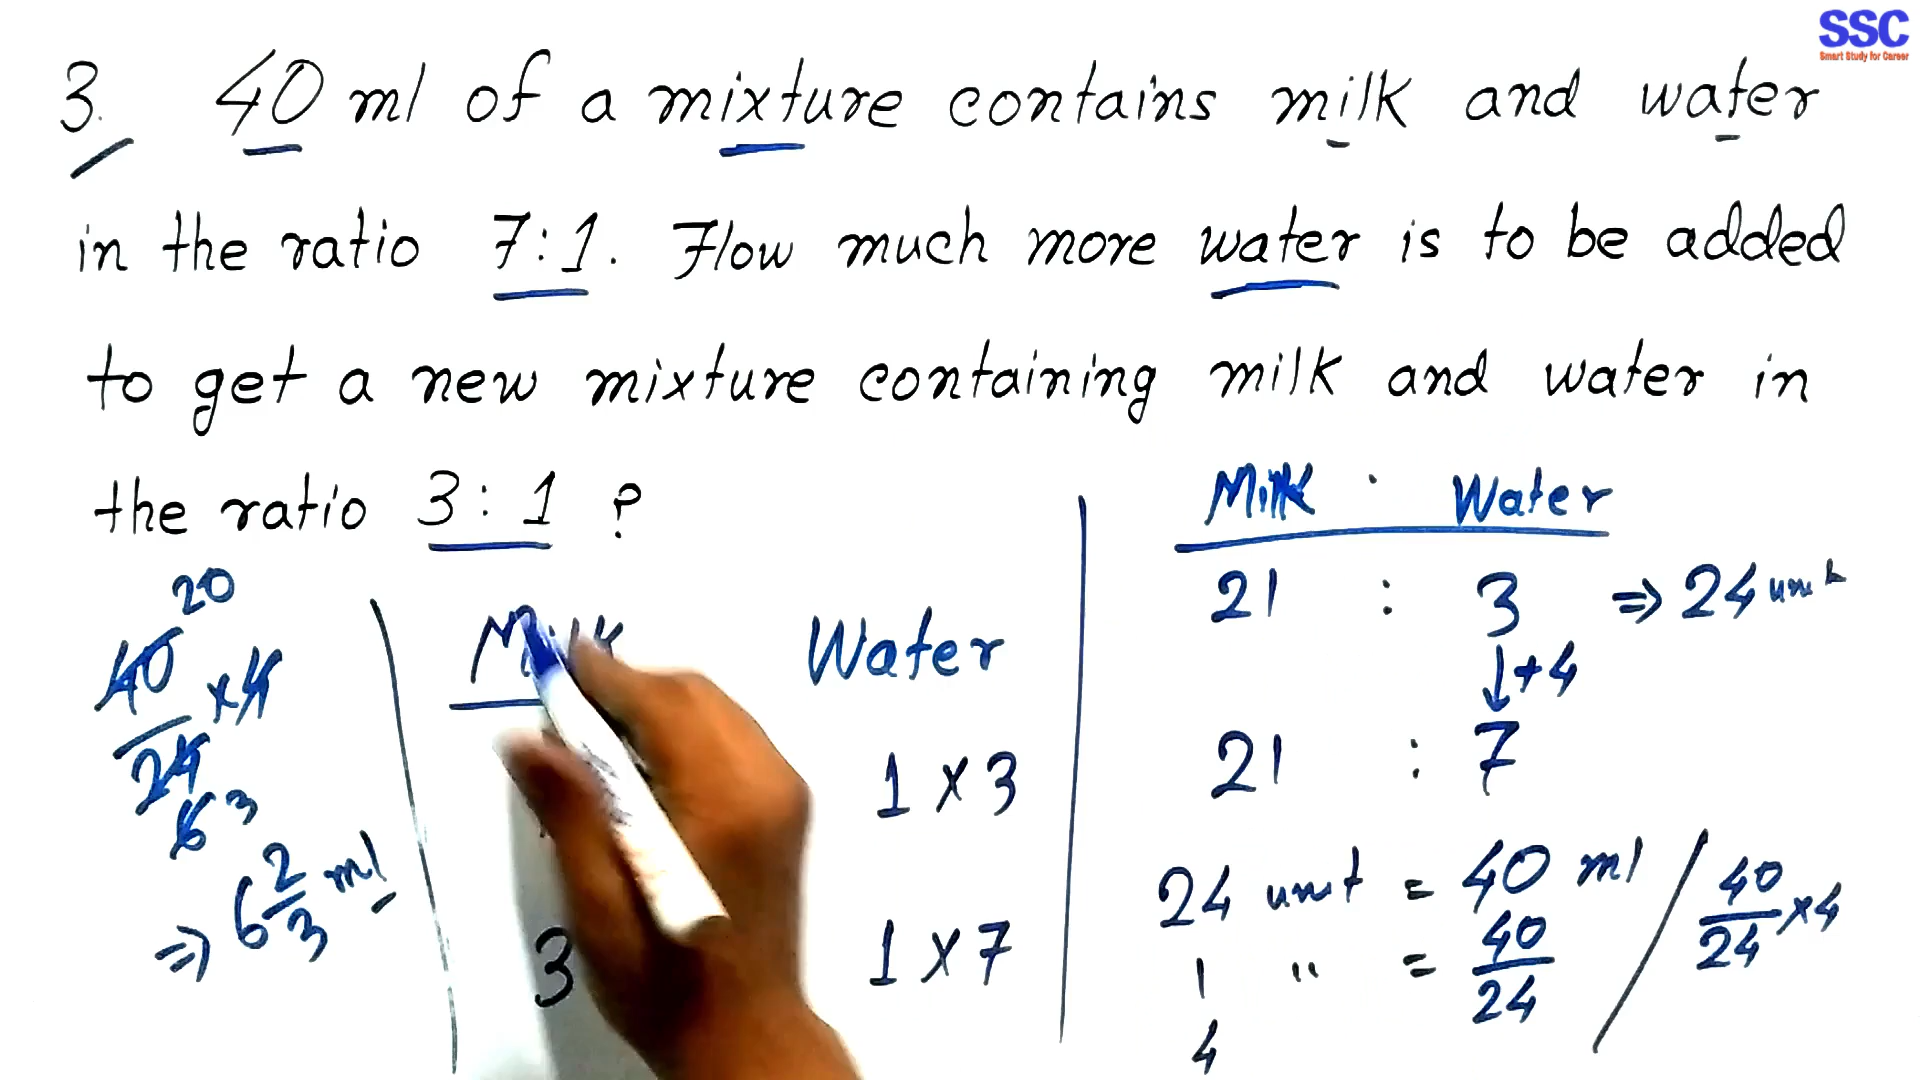 SSC
Smart Study for Career
3. 40 ml of a mixture contains milk and water
in the ratio 7:1. How much more water is to be added
to get a new mixture containing milk and water in
the ratio 3:1 ?
20
40/24 × 4
6 3
⇒ 6 2/3 ml
Milk Water
1 × 3
3 1 × 7
Milk : Water
21 : 3 ⇒ 24 unit
↓+4
21 : 7
24 unit = 40 ml / 40/24 × 4
1 " = 40/24
4